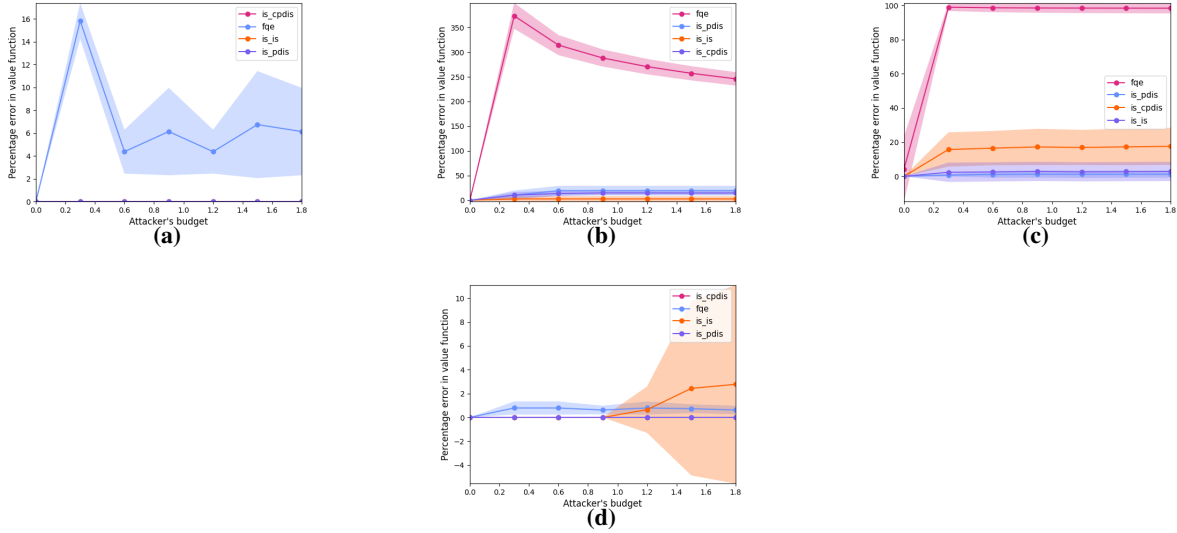 16
14
12
10
8
6
4
2
0
Percentage error in value function
is_cpdis
fqe
is_is
is_pdis
0.0 0.2 0.4 0.6 0.8 1.0 1.2 1.4 1.6 1.8
Attacker's budget
(a)
400
350
300
250
200
150
100
50
0
Percentage error in value function
fqe
is_pdis
is_is
is_cpdis
0.0 0.2 0.4 0.6 0.8 1.0 1.2 1.4 1.6 1.8
Attacker's budget
(b)
100
80
60
40
20
0
Percentage error in value function
fqe
is_pdis
is_cpdis
is_is
0.0 0.2 0.4 0.6 0.8 1.0 1.2 1.4 1.6 1.8
Attacker's budget
(c)
10
8
6
4
2
0
−2
−4
Percentage error in value function
is_cpdis
fqe
is_is
is_pdis
0.0 0.2 0.4 0.6 0.8 1.0 1.2 1.4 1.6 1.8
Attacker's budget
(d)